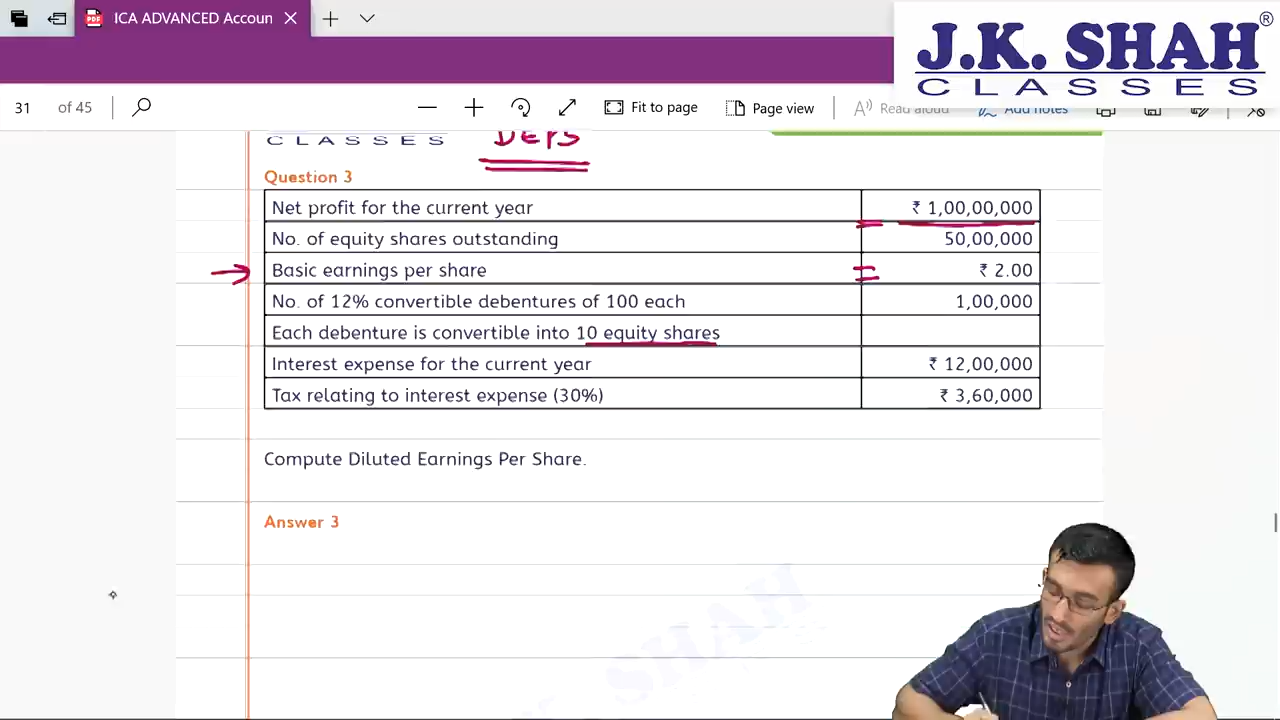 ICA ADVANCED Accoun
J.K. SHAH®
CLASSES
31 of 45
Fit to page
Page view
Read aloud
Add notes
CLASSES
DEPS
Question 3
Net profit for the current year ₹ 1,00,00,000
No. of equity shares outstanding 50,00,000
Basic earnings per share ₹ 2.00
No. of 12% convertible debentures of 100 each 1,00,000
Each debenture is convertible into 10 equity shares
Interest expense for the current year ₹ 12,00,000
Tax relating to interest expense (30%) ₹ 3,60,000
Compute Diluted Earnings Per Share.
Answer 3
K SHAH